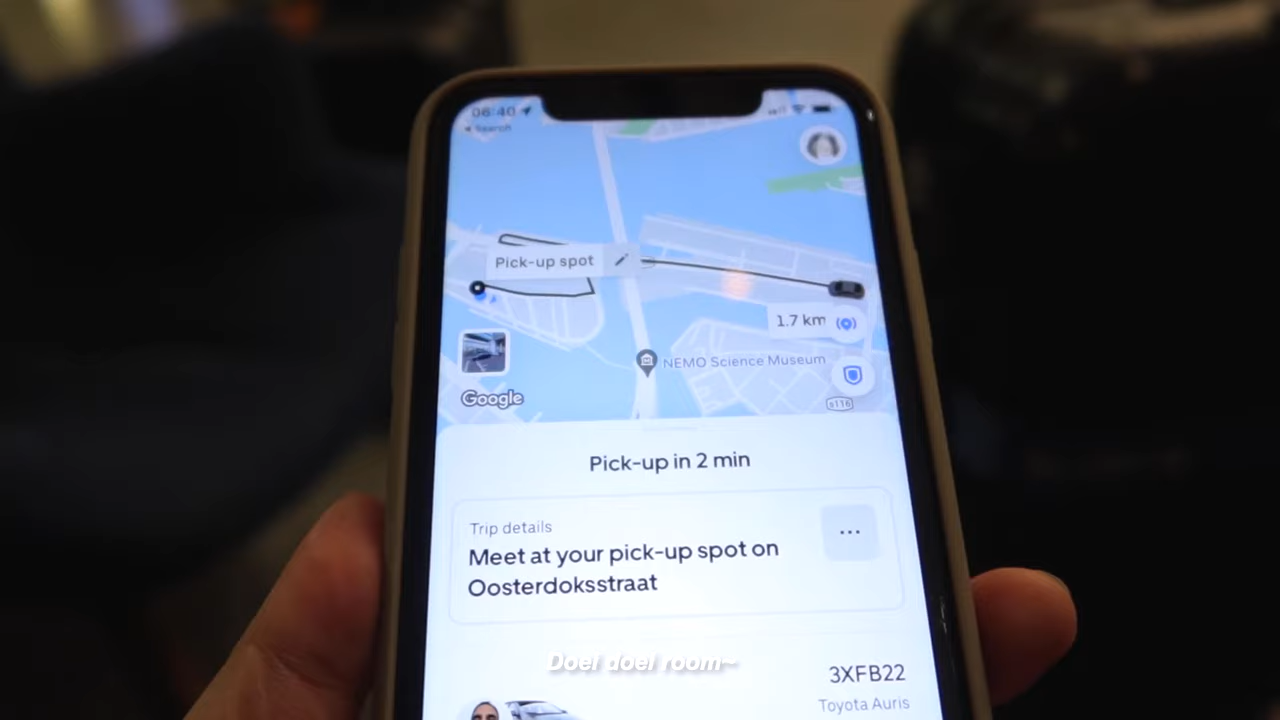 06:40
Search
Pick-up spot
1.7 km
NEMO Science Museum
Google
s116
Pick-up in 2 min
Trip details
Meet at your pick-up spot on
Oosterdoksstraat
Doei doei room~
3XFB22
Toyota Auris